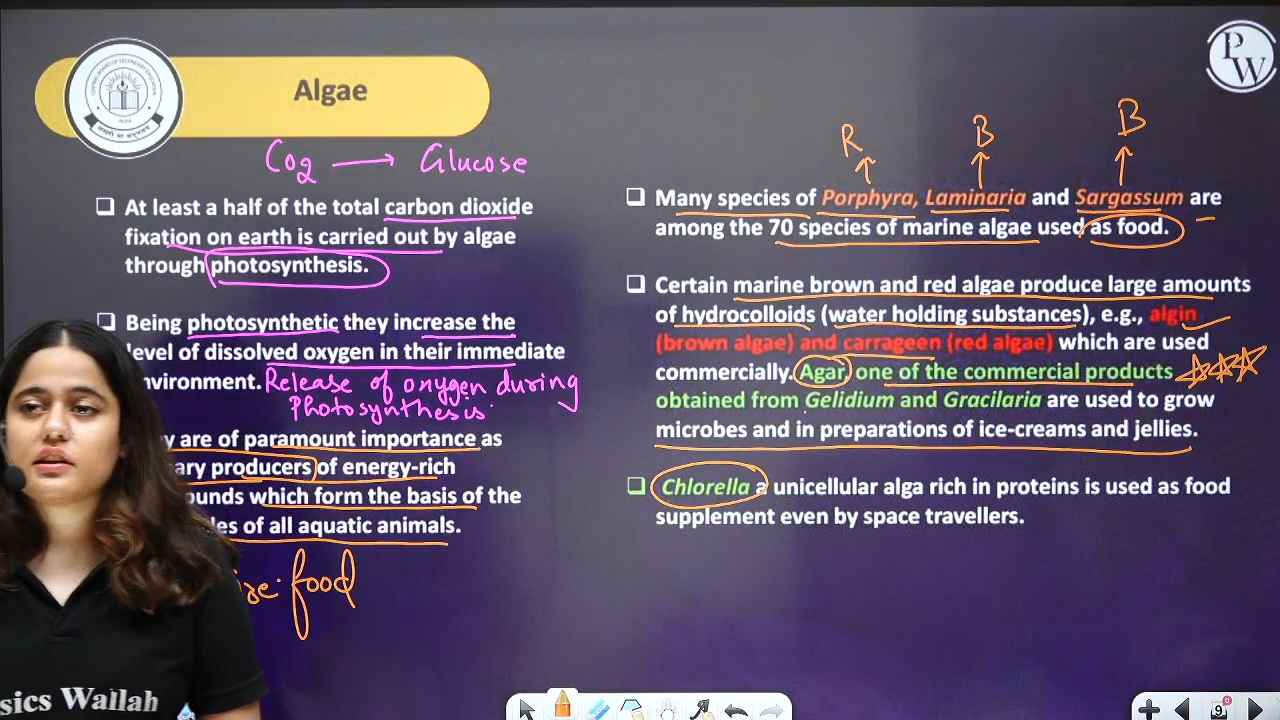 Algae
PW
Co2 → Glucose
❑ At least a half of the total carbon dioxide
fixation on earth is carried out by algae
through photosynthesis.
❑ Being photosynthetic they increase the
level of dissolved oxygen in their immediate
nvironment. Release of oxygen during
Photosynthesis.
y are of paramount importance as
ary producers of energy-rich
ounds which form the basis of the
les of all aquatic animals.
food
R B B
❑ Many species of Porphyra, Laminaria and Sargassum are
among the 70 species of marine algae used as food.
❑ Certain marine brown and red algae produce large amounts
of hydrocolloids (water holding substances), e.g., algin
(brown algae) and carrageen (red algae) which are used
commercially. Agar, one of the commercial products
obtained from Gelidium and Gracilaria are used to grow
microbes and in preparations of ice-creams and jellies.
❑ Chlorella a unicellular alga rich in proteins is used as food
supplement even by space travellers.
sics Wallah
9